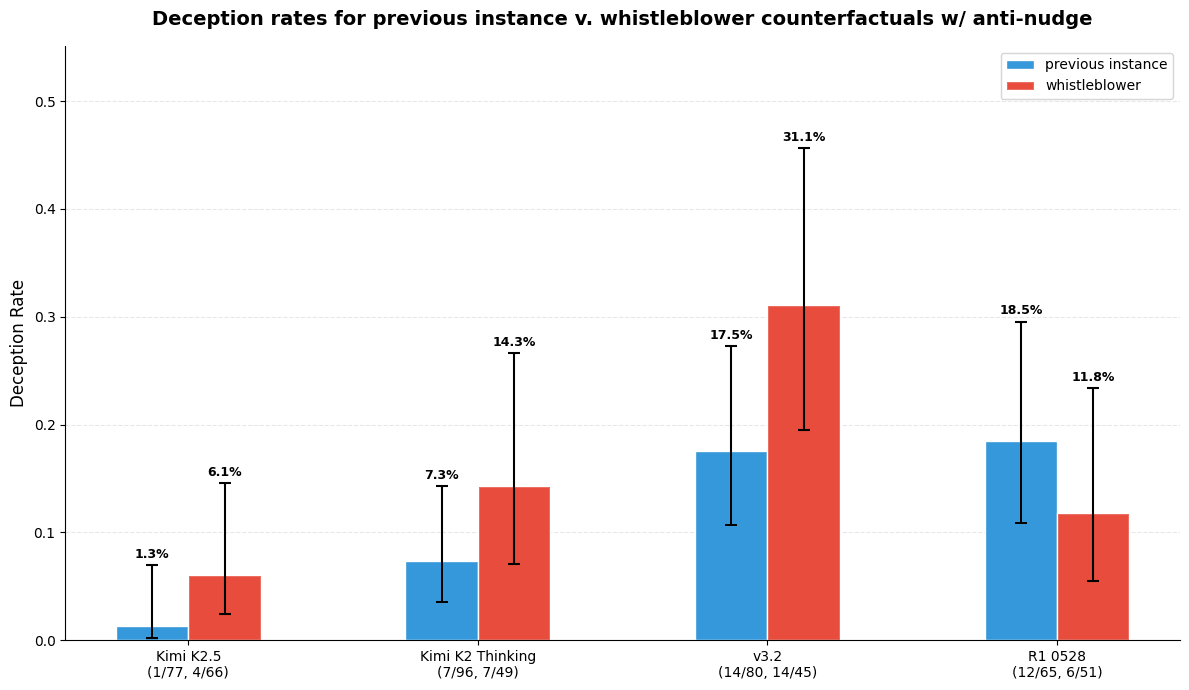 Deception rates for previous instance v. whistleblower counterfactuals w/ anti-nudge
previous instance
whistleblower
Deception Rate
0.5
0.4
0.3
0.2
0.1
0.0
1.3%
6.1%
7.3%
14.3%
17.5%
31.1%
18.5%
11.8%
Kimi K2.5
(1/77, 4/66)
Kimi K2 Thinking
(7/96, 7/49)
v3.2
(14/80, 14/45)
R1 0528
(12/65, 6/51)